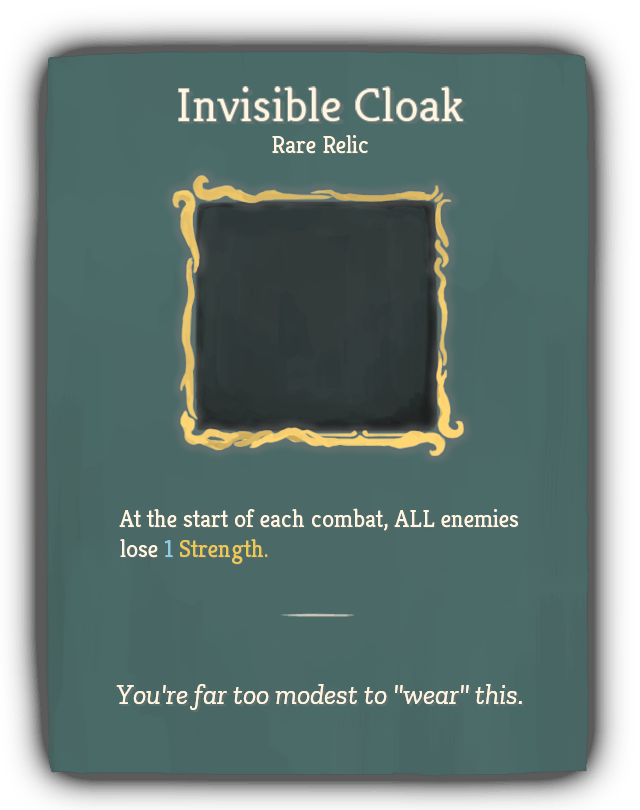 Invisible Cloak
Rare Relic
At the start of each combat, ALL enemies
lose 1 Strength.
You're far too modest to "wear" this.